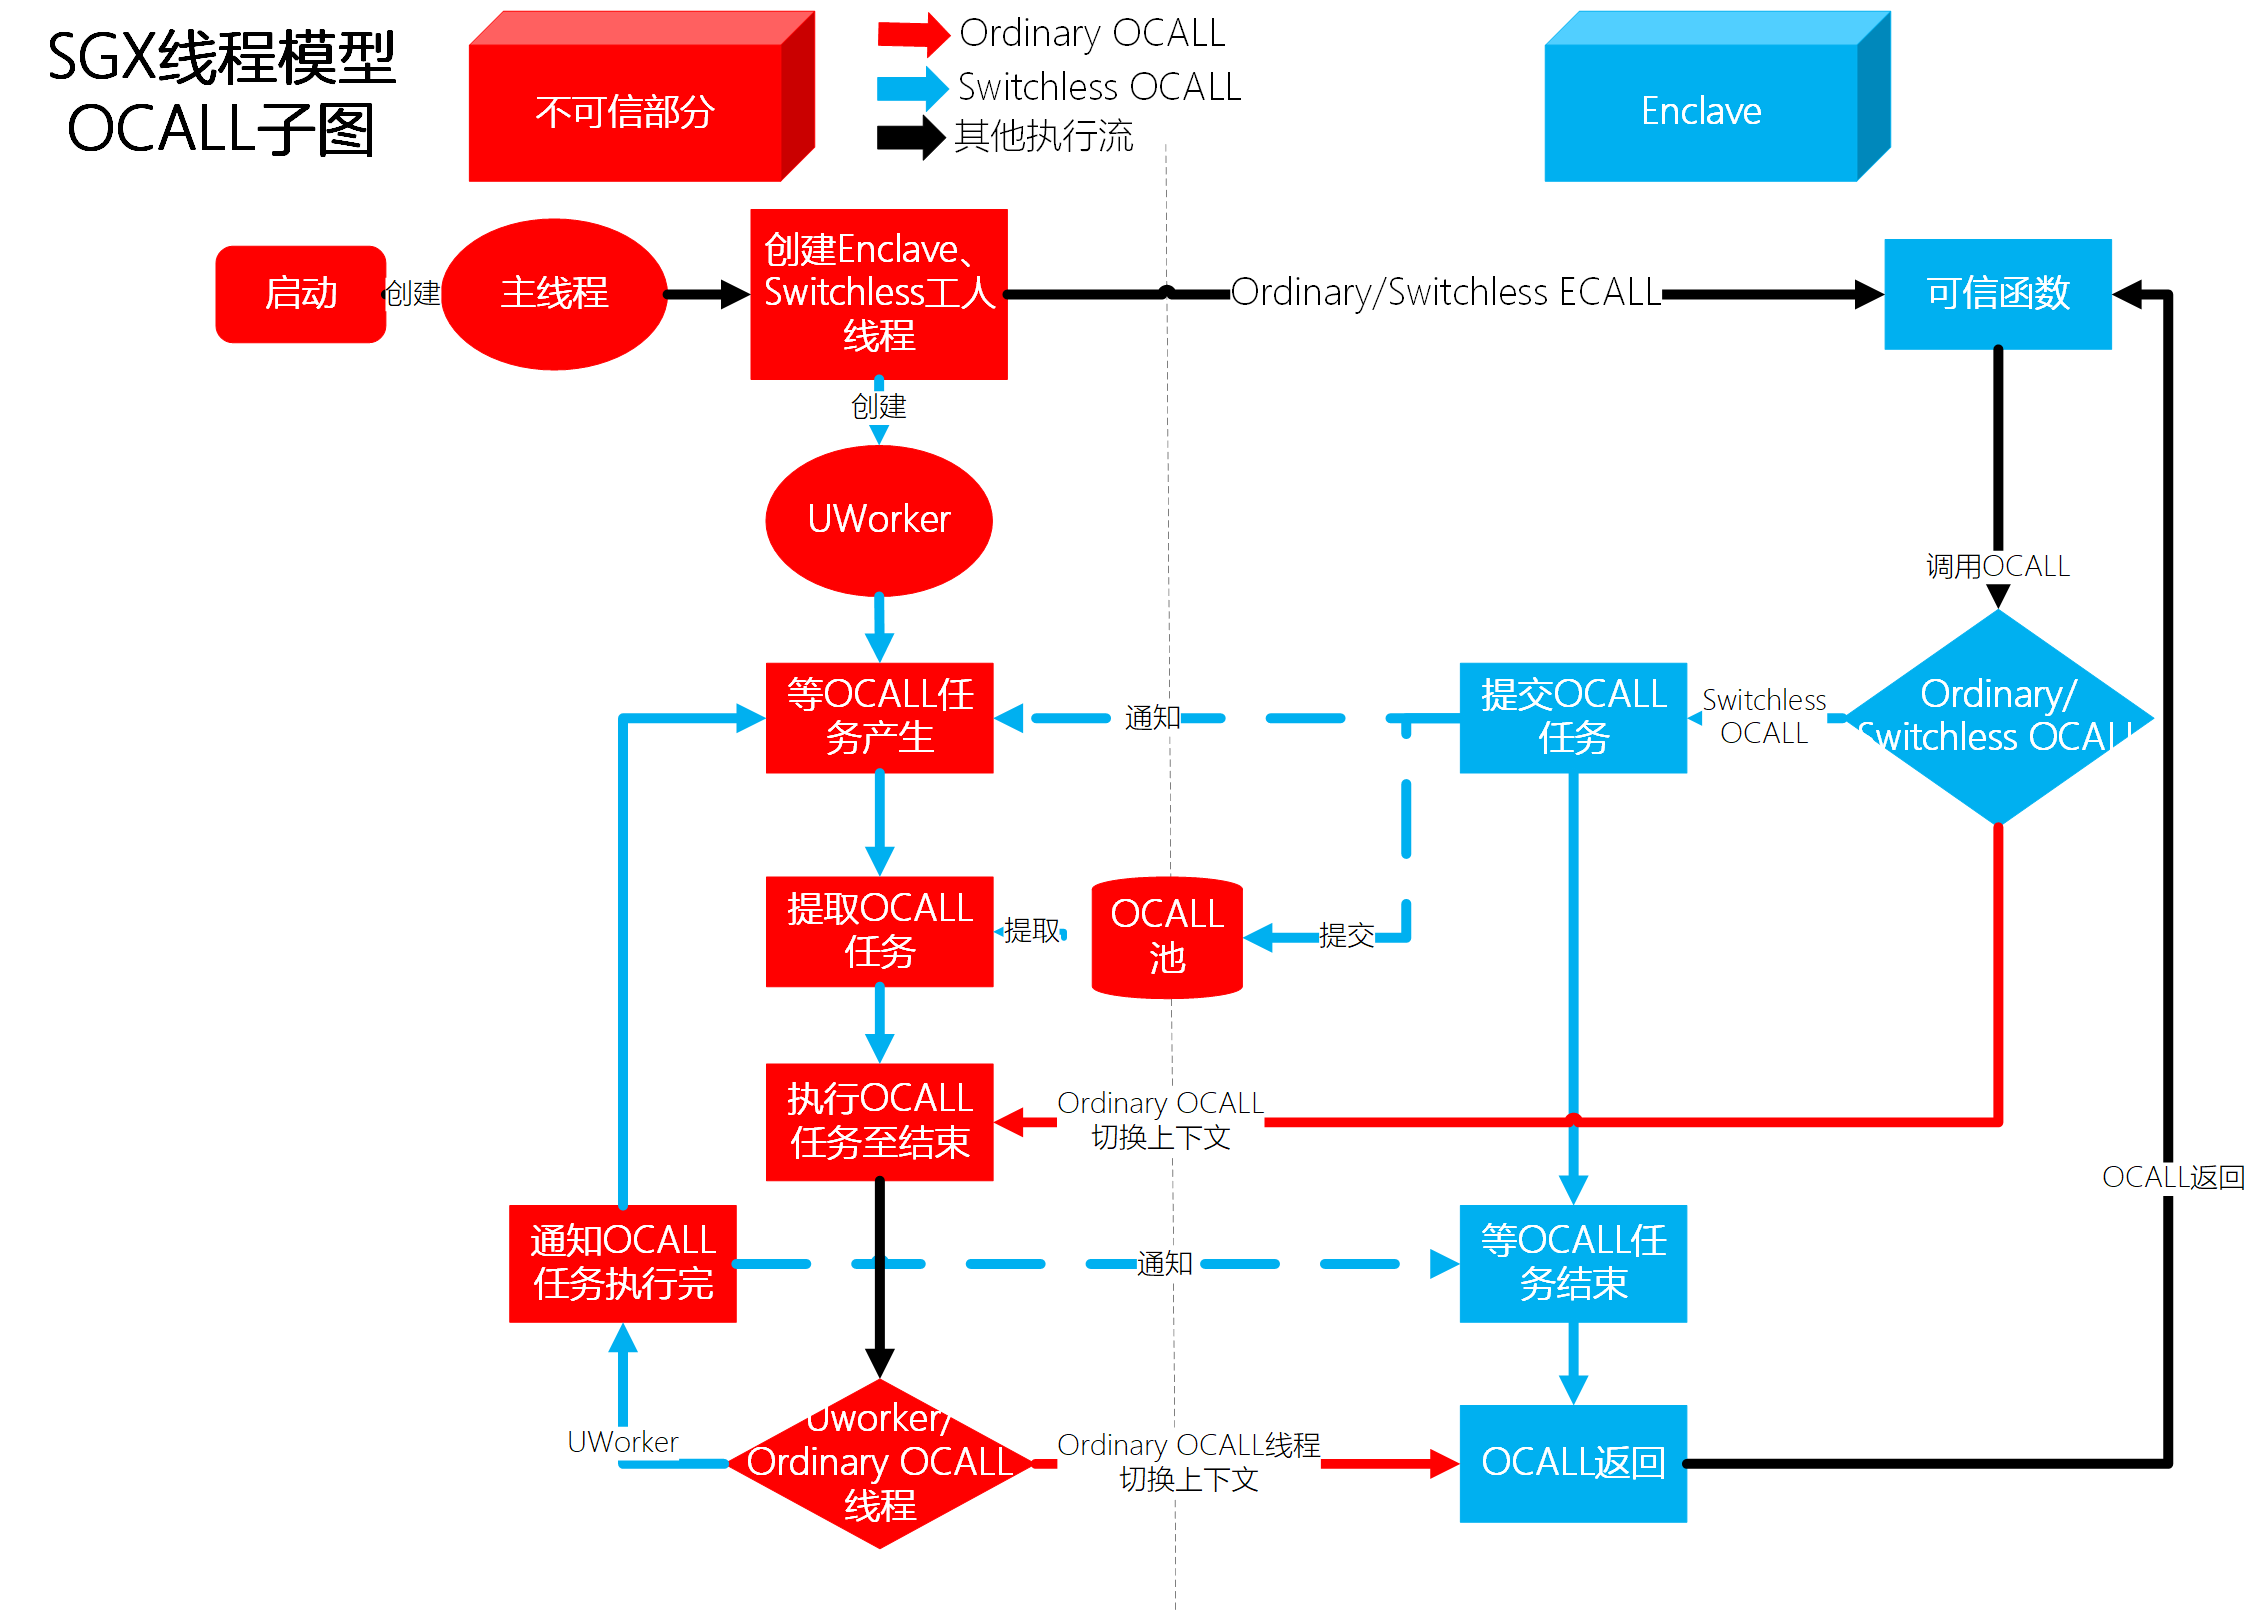 SGX线程模型
OCALL子图
不可信部分
Ordinary OCALL
Switchless OCALL
其他执行流
Enclave
启动
创建
主线程
创建Enclave、
Switchless工人
线程
Ordinary/Switchless ECALL
可信函数
创建
UWorker
调用OCALL
等OCALL任
务产生
通知
提交OCALL
任务
Switchless
OCALL
Ordinary/
Switchless OCALL
提取OCALL
任务
提取
OCALL
池
提交
执行OCALL
任务至结束
Ordinary OCALL
切换上下文
OCALL返回
通知OCALL
任务执行完
通知
等OCALL任
务结束
UWorker
Uworker/
Ordinary OCALL
线程
Ordinary OCALL线程
切换上下文
OCALL返回